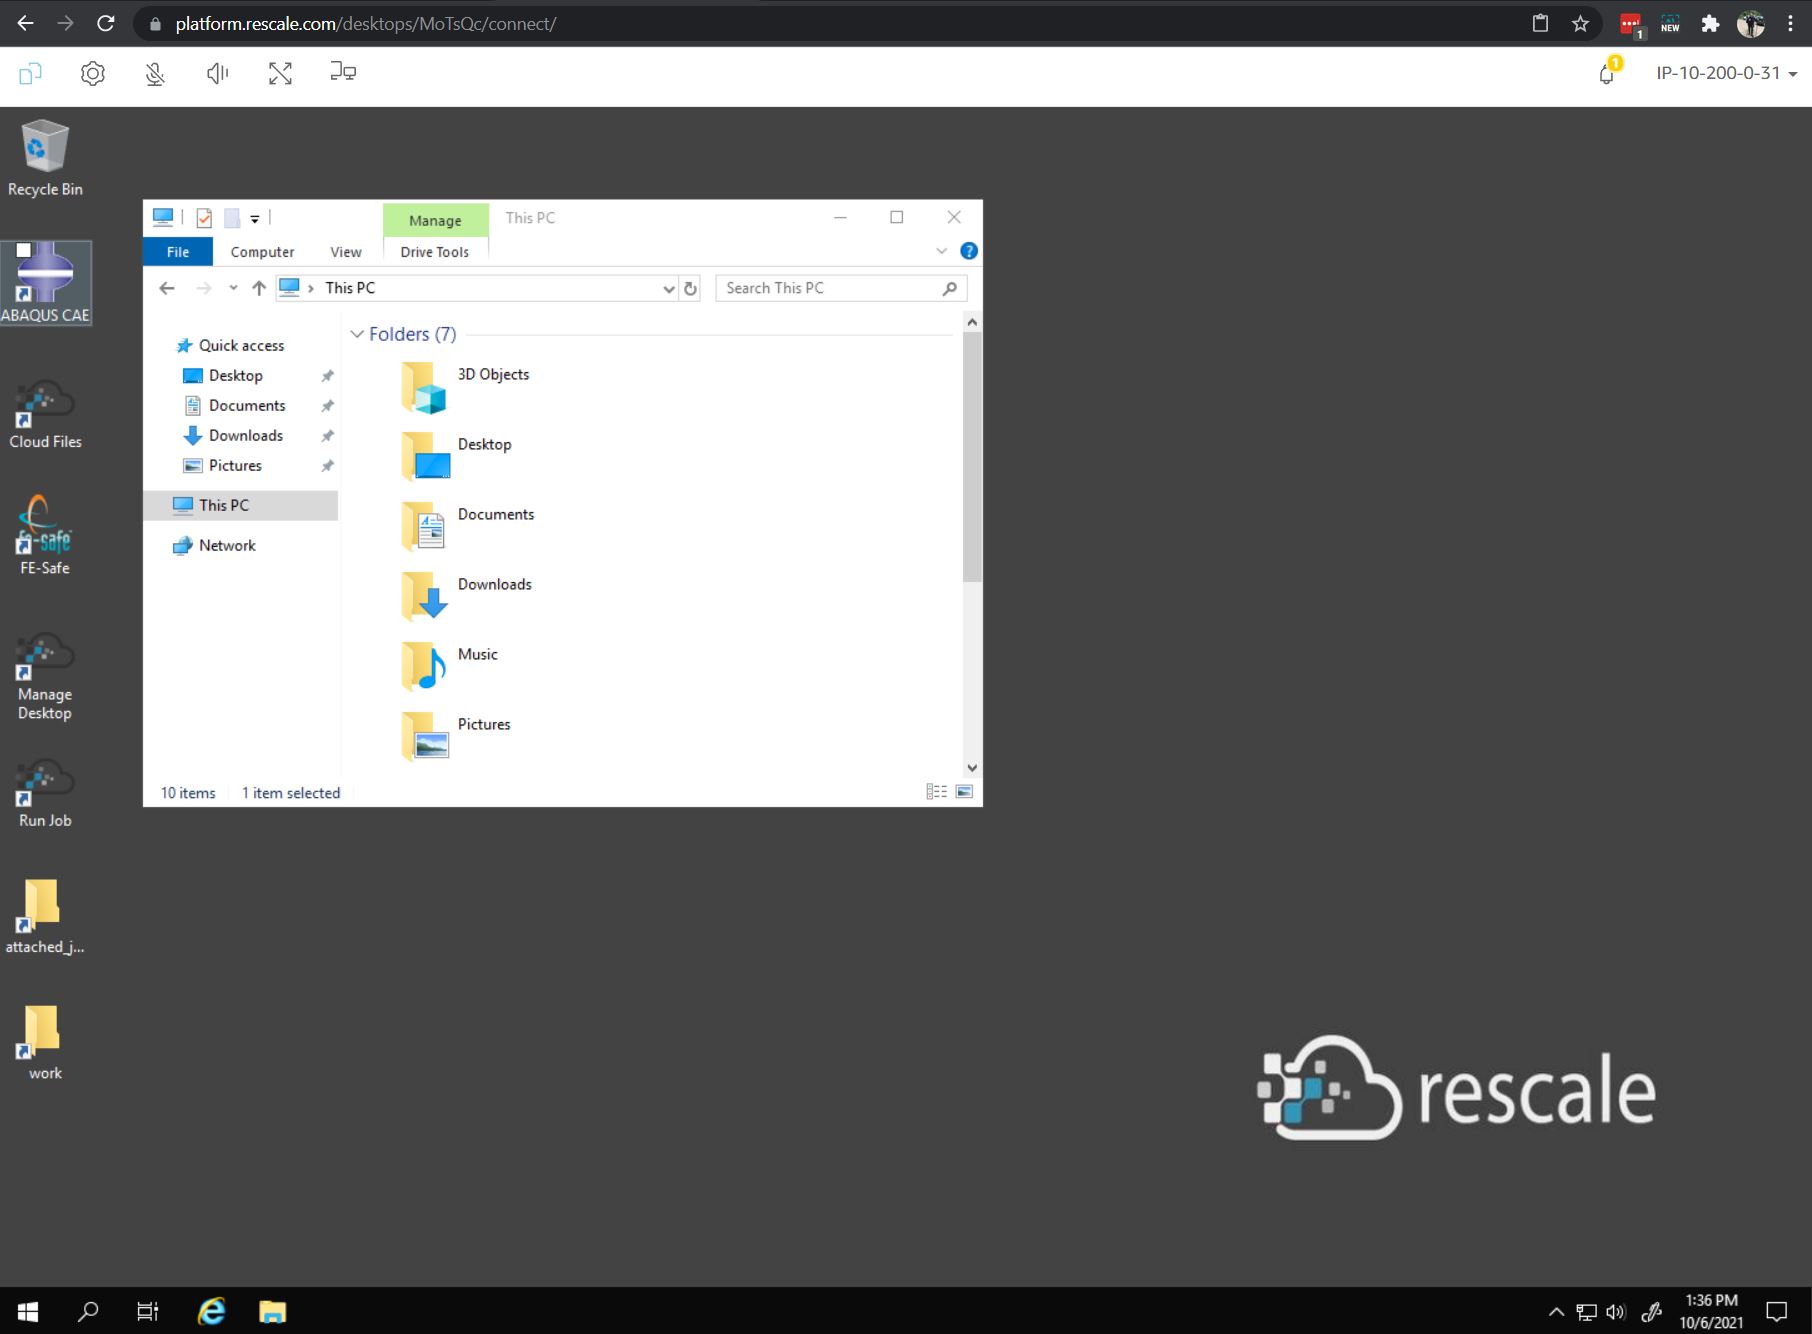 platform.rescale.com/desktops/MoTsQc/connect/
1
NEW
1
IP-10-200-0-31
Recycle Bin
ABAQUS CAE
Cloud Files
fe-safe
FE-Safe
Manage
Desktop
Run Job
attached_j...
work
Manage
This PC
File
Computer
View
Drive Tools
This PC
Search This PC
Quick access
Desktop
Documents
Downloads
Pictures
This PC
Network
Folders (7)
3D Objects
Desktop
Documents
Downloads
Music
Pictures
10 items
1 item selected
rescale
1:36 PM
10/6/2021